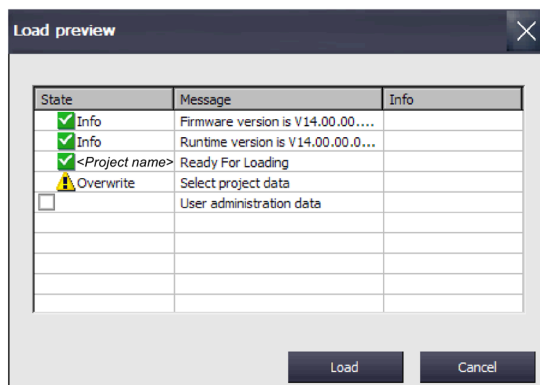 Load preview
State Message Info
Info Firmware version is V14.00.00....
Info Runtime version is V14.00.00.0...
<Project name> Ready For Loading
Overwrite Select project data
User administration data
Load Cancel